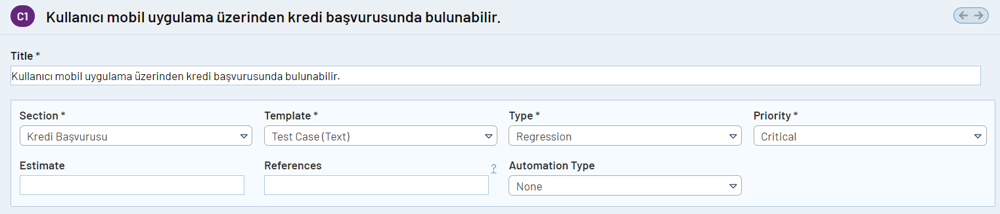 C1 Kullanıcı mobil uygulama üzerinden kredi başvurusunda bulunabilir.
Title *
Kullanıcı mobil uygulama üzerinden kredi başvurusunda bulunabilir.
Section * Template * Type * Priority *
Kredi Başvurusu Test Case (Text) Regression Critical
Estimate References ? Automation Type
None